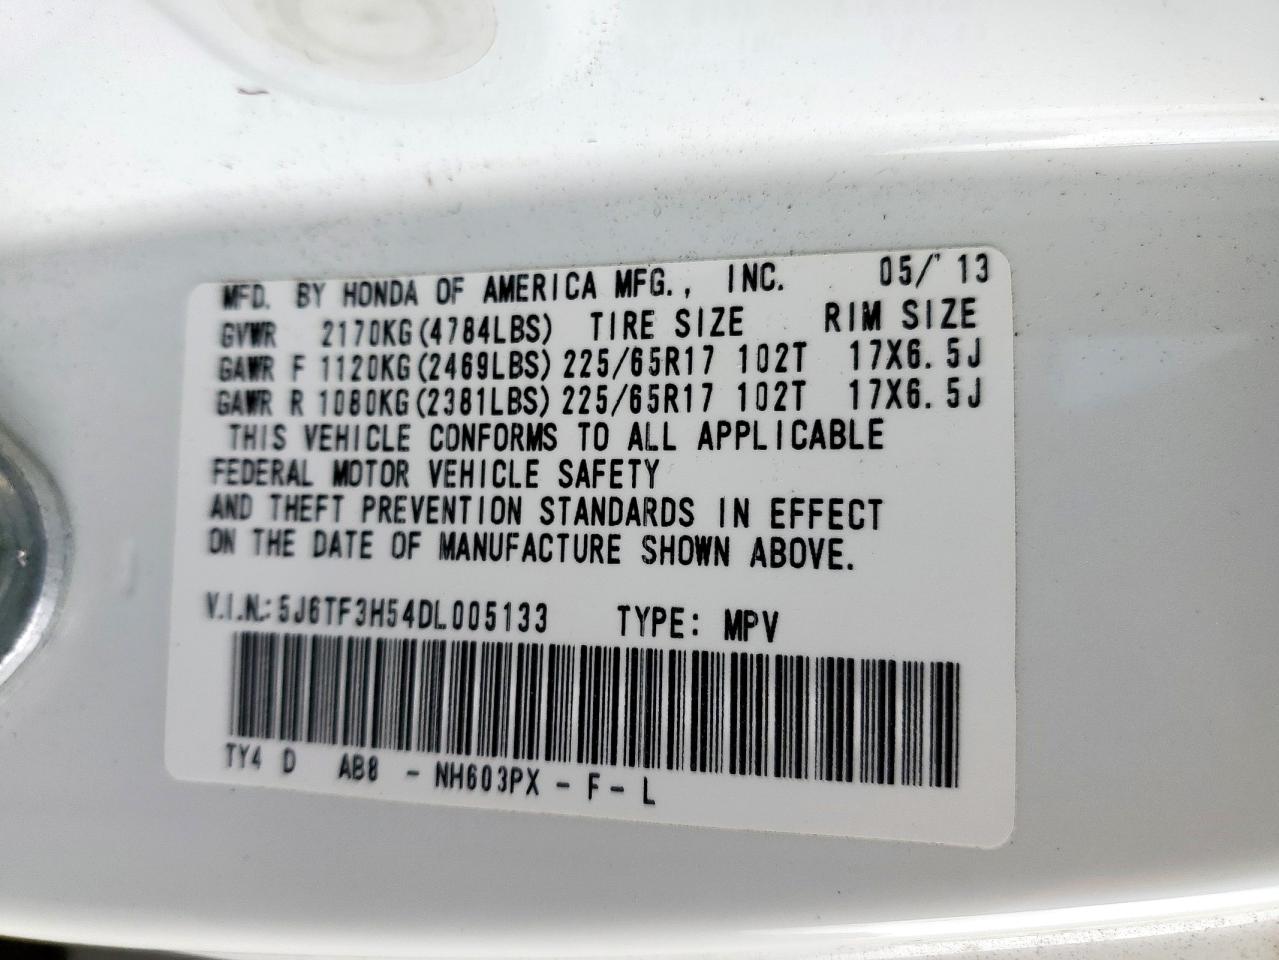 MFD. BY HONDA OF AMERICA MFG., INC. 05/'13
GVWR 2170KG(4784LBS) TIRE SIZE RIM SIZE
GAWR F 1120KG(2469LBS) 225/65R17 102T 17X6.5J
GAWR R 1080KG(2381LBS) 225/65R17 102T 17X6.5J
THIS VEHICLE CONFORMS TO ALL APPLICABLE
FEDERAL MOTOR VEHICLE SAFETY
AND THEFT PREVENTION STANDARDS IN EFFECT
ON THE DATE OF MANUFACTURE SHOWN ABOVE.
V.I.N.: 5J6TF3H54DL005133 TYPE: MPV
TY4 D AB8 - NH603PX - F - L